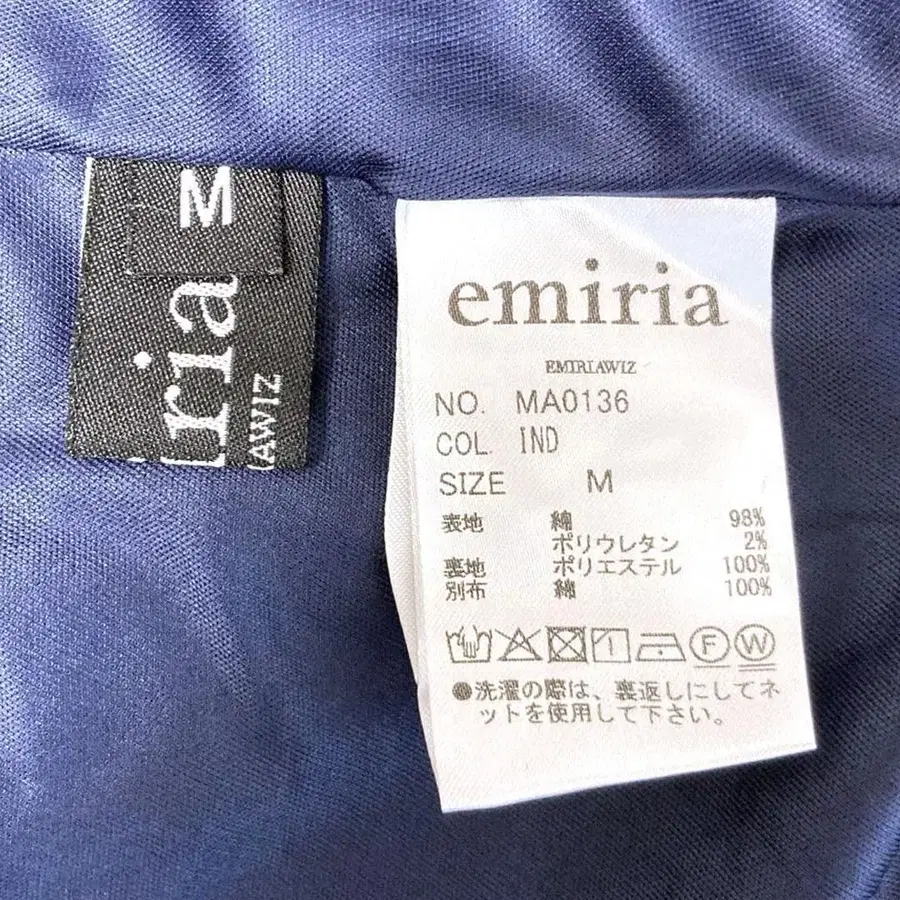 M
iria
AWIZ
emiria
EMIRIAWIZ
NO. MA0136
COL. IND
SIZE M
表地 綿 98%
ポリウレタン 2%
裏地 ポリエステル 100%
別布 綿 100%
F W
●洗濯の際は、裏返しにしてネ
ットを使用して下さい。